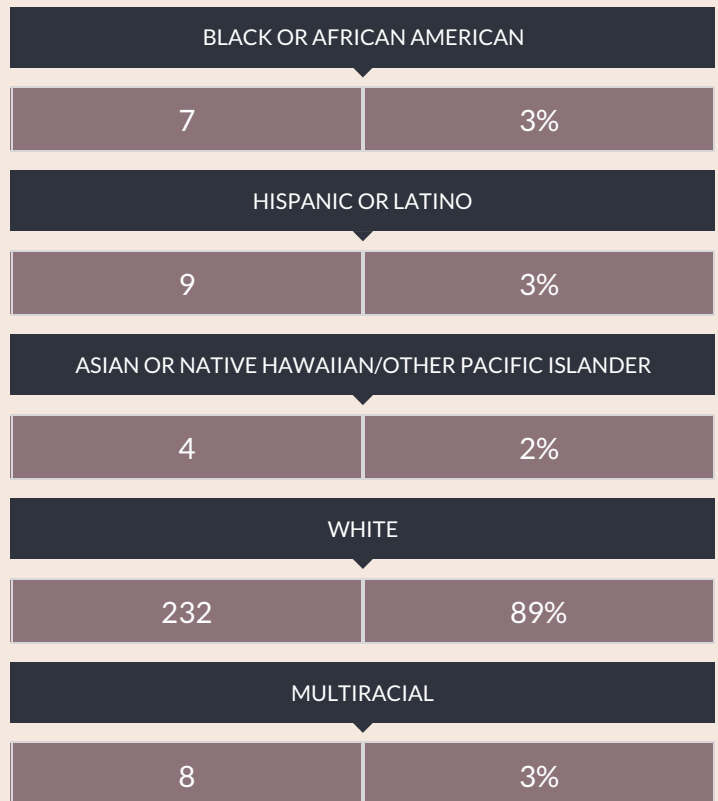 BLACK OR AFRICAN AMERICAN
7 3%
HISPANIC OR LATINO
9 3%
ASIAN OR NATIVE HAWAIIAN/OTHER PACIFIC ISLANDER
4 2%
WHITE
232 89%
MULTIRACIAL
8 3%